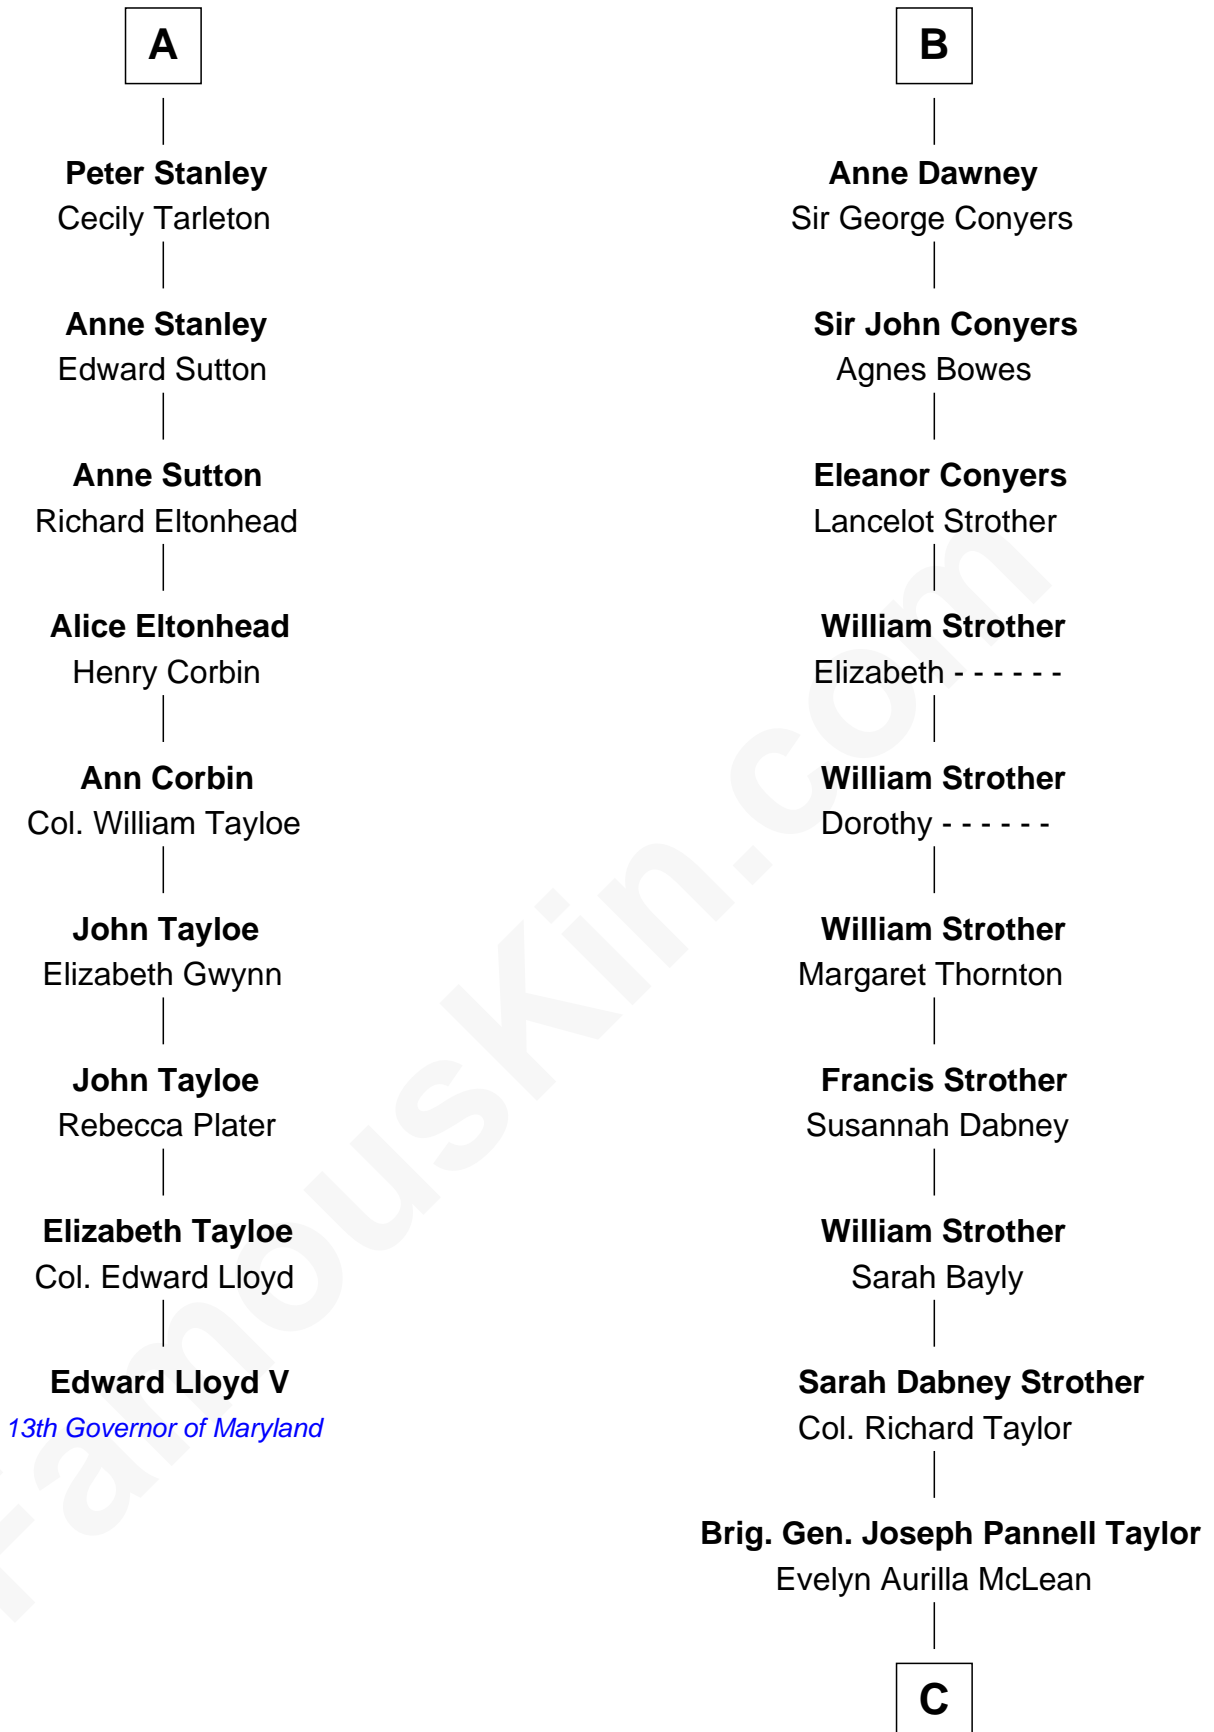 A
Peter Stanley
Cecily Tarleton
Anne Stanley
Edward Sutton
Anne Sutton
Richard Eltonhead
Alice Eltonhead
Henry Corbin
Ann Corbin
Col. William Tayloe
John Tayloe
Elizabeth Gwynn
John Tayloe
Rebecca Plater
Elizabeth Tayloe
Col. Edward Lloyd
Edward Lloyd V
13th Governor of Maryland
B
Anne Dawney
Sir George Conyers
Sir John Conyers
Agnes Bowes
Eleanor Conyers
Lancelot Strother
William Strother
Elizabeth - - - - - -
William Strother
Dorothy - - - - - -
William Strother
Margaret Thornton
Francis Strother
Susannah Dabney
William Strother
Sarah Bayly
Sarah Dabney Strother
Col. Richard Taylor
Brig. Gen. Joseph Pannell Taylor
Evelyn Aurilla McLean
C
FamousKin.com